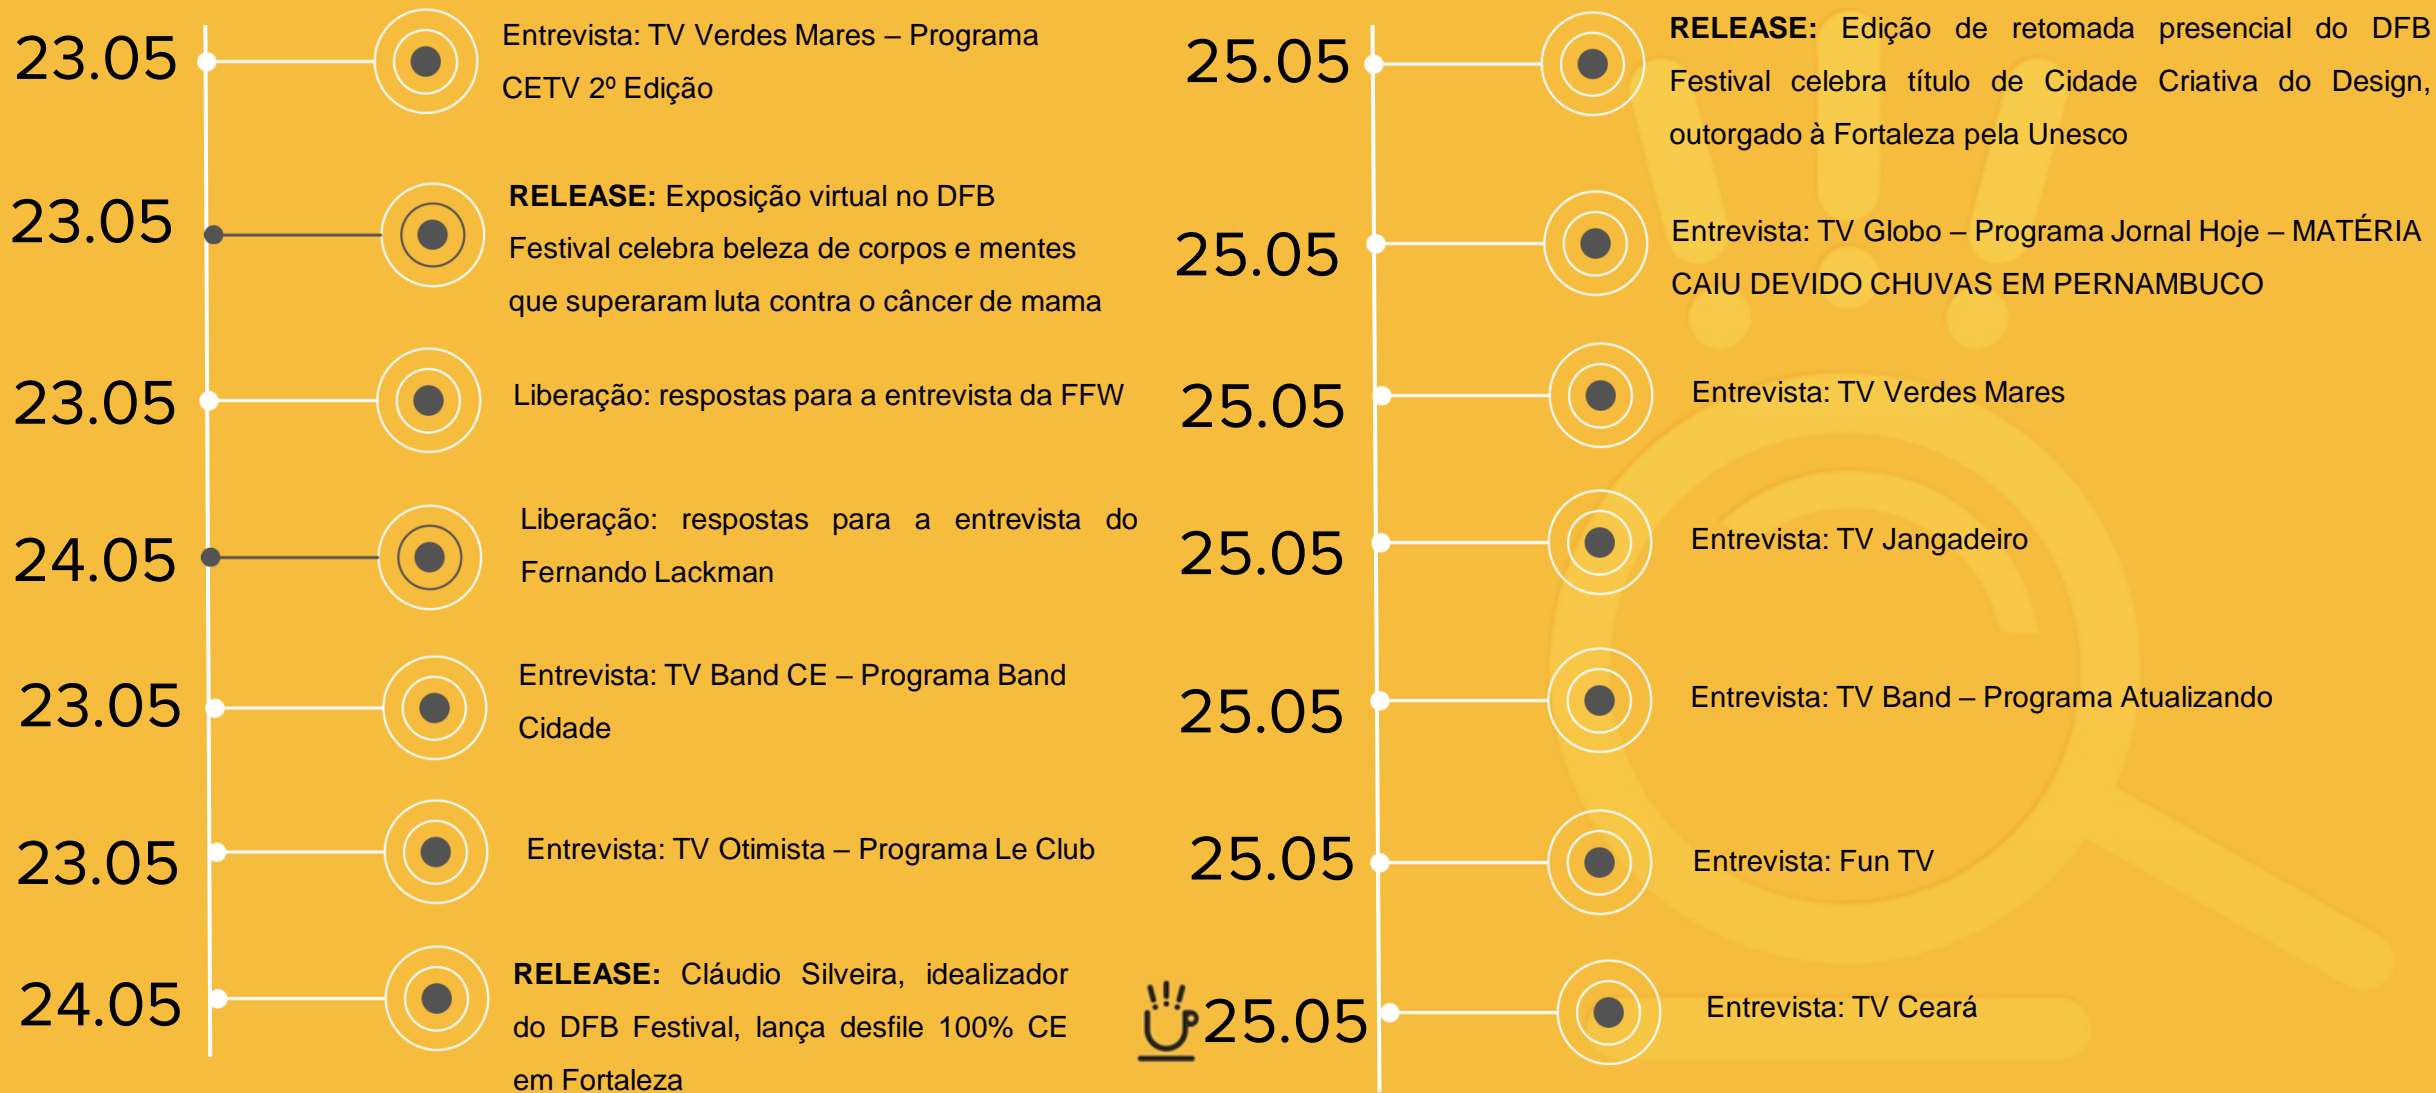 23.05
Entrevista: TV Verdes Mares – Programa
CETV 2º Edição
23.05
RELEASE: Exposição virtual no DFB
Festival celebra beleza de corpos e mentes
que superaram luta contra o câncer de mama
23.05
Liberação: respostas para a entrevista da FFW
24.05
Liberação: respostas para a entrevista do
Fernando Lackman
23.05
Entrevista: TV Band CE – Programa Band
Cidade
23.05
Entrevista: TV Otimista – Programa Le Club
24.05
RELEASE: Cláudio Silveira, idealizador
do DFB Festival, lança desfile 100% CE
em Fortaleza
25.05
RELEASE: Edição de retomada presencial do DFB
Festival celebra título de Cidade Criativa do Design,
outorgado à Fortaleza pela Unesco
25.05
Entrevista: TV Globo – Programa Jornal Hoje – MATÉRIA
CAIU DEVIDO CHUVAS EM PERNAMBUCO
25.05
Entrevista: TV Verdes Mares
25.05
Entrevista: TV Jangadeiro
25.05
Entrevista: TV Band – Programa Atualizando
25.05
Entrevista: Fun TV
25.05
Entrevista: TV Ceará